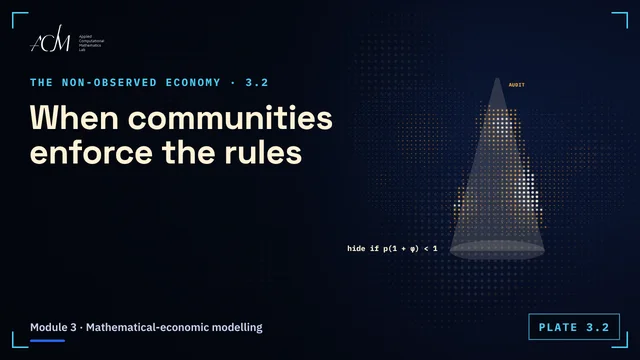 ACM
Applied
Computational
Mathematics
Lab
THE NON-OBSERVED ECONOMY · 3.2
When communities
enforce the rules
AUDIT
hide if p(1 + φ) < 1
Module 3 · Mathematical-economic modelling
PLATE 3.2